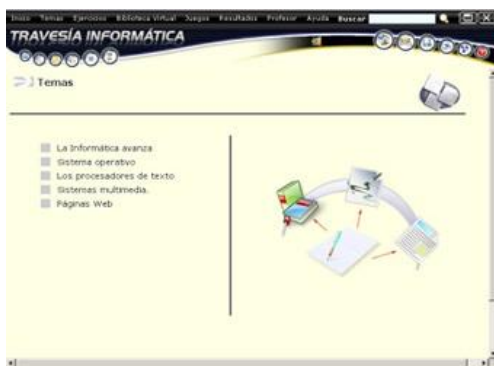 Inicio Temas Ejercicios Biblioteca Virtual Juegos Resultados Profesor Ayuda Buscar
TRAVESÍA INFORMÁTICA
Temas
La Informática avanza
Sistema operativo
Los procesadores de texto
Sistemas multimedia.
Páginas Web